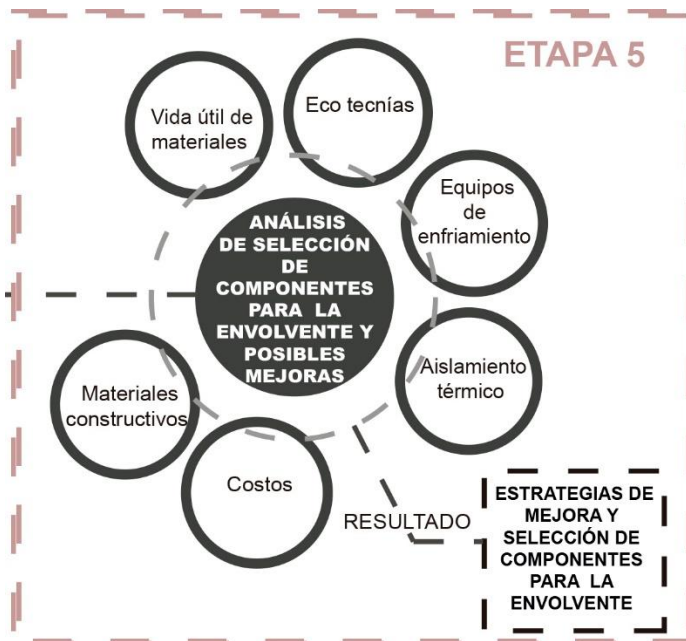 ETAPA 5
Vida útil de
materiales
Eco tecnías
Equipos
de
enfriamiento
ANÁLISIS
DE SELECCIÓN
DE
COMPONENTES
PARA LA
ENVOLVENTE Y
POSIBLES
MEJORAS
Aislamiento
térmico
Materiales
constructivos
Costos
RESULTADO
ESTRATEGIAS DE
MEJORA Y
SELECCIÓN DE
COMPONENTES
PARA LA
ENVOLVENTE